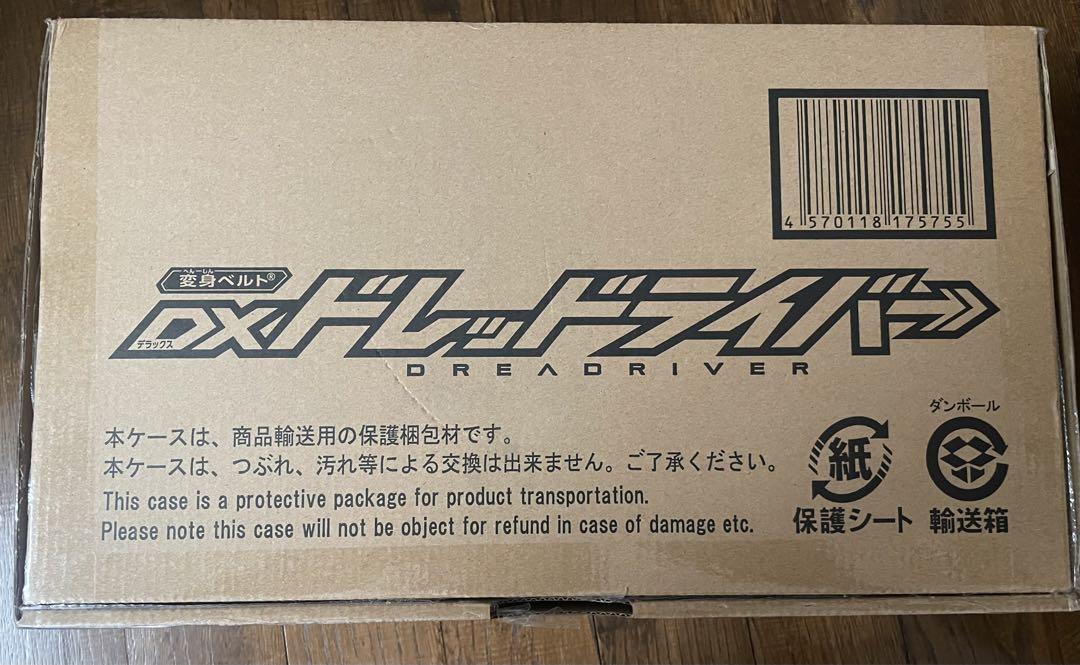 4 570118 175755
へんーしん
変身ベルト®
DXドレッドライバー
デラックス
DREADRIVER
本ケースは、商品輸送用の保護梱包材です。
本ケースは、つぶれ、汚れ等による交換は出来ません。ご了承ください。
This case is a protective package for product transportation.
Please note this case will not be object for refund in case of damage etc.
紙
保護シート
ダンボール
輸送箱